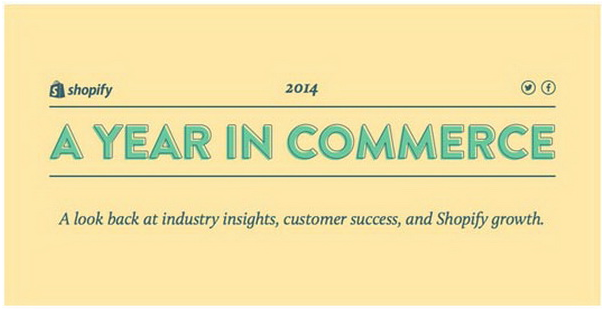 shopify 2014
A YEAR IN COMMERCE
A look back at industry insights, customer success, and Shopify growth.